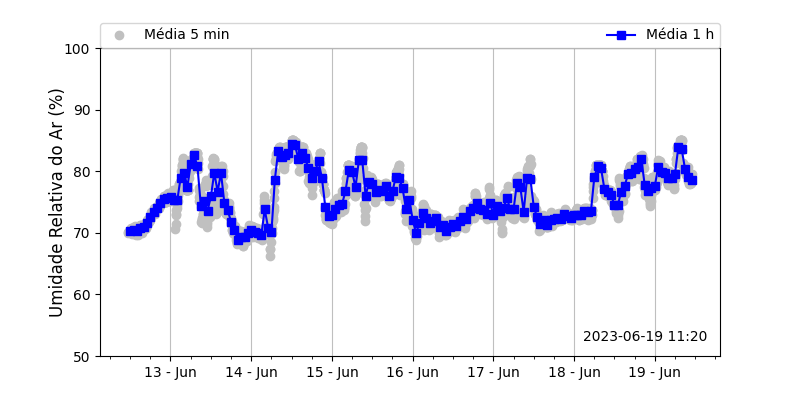 Média 5 min
Média 1 h
Umidade Relativa do Ar (%)
100
90
80
70
60
50
2023-06-19 11:20
13 - Jun
14 - Jun
15 - Jun
16 - Jun
17 - Jun
18 - Jun
19 - Jun